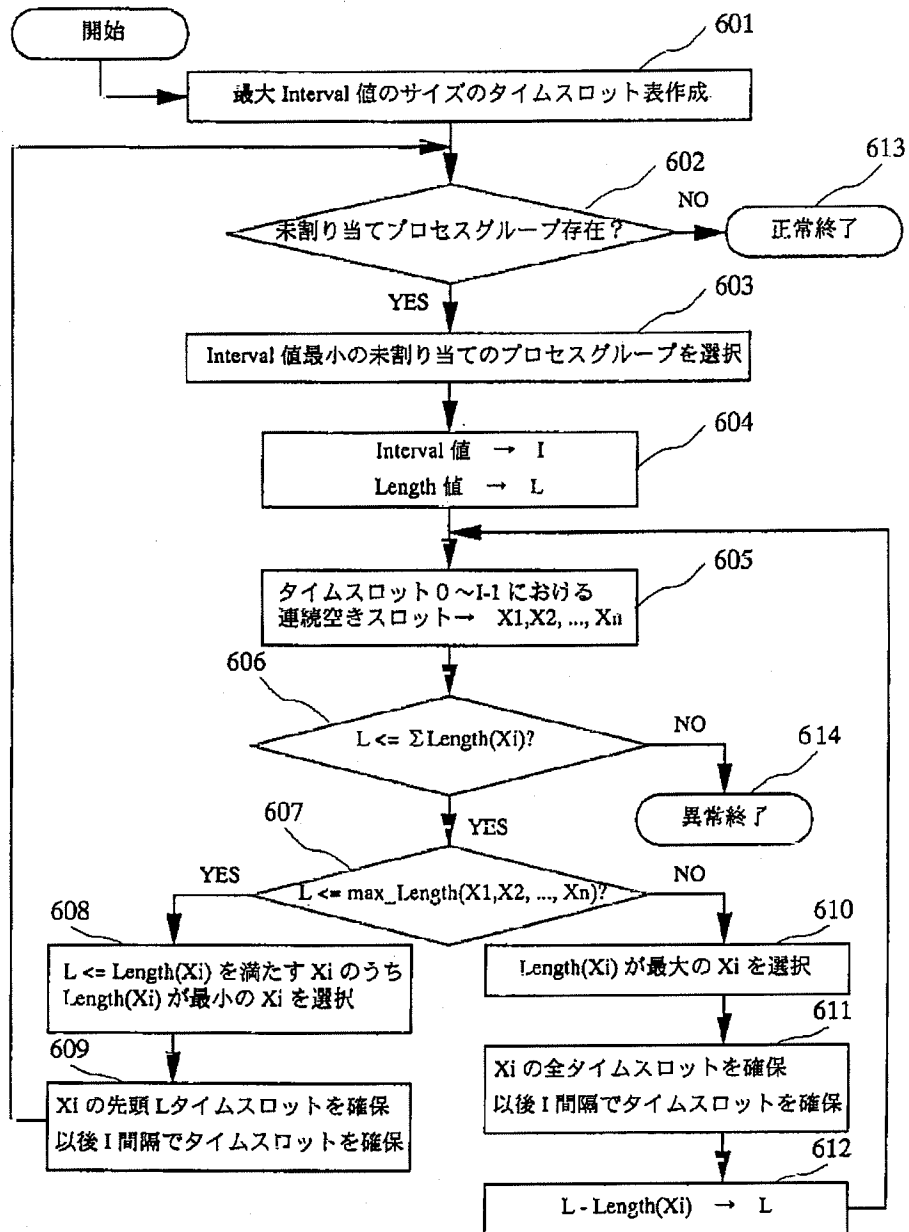 開始
601
最大 Interval 値のサイズのタイムスロット表作成
602
613
未割り当てプロセスグループ存在？
NO
正常終了
YES
603
Interval 値最小の未割り当てのプロセスグループを選択
604
Interval 値 → I
Length 値 → L
605
タイムスロット 0 ～I-1 における
連続空きスロット→ X1,X2, ..., Xn
606
L <= ΣLength(Xi)?
NO
614
異常終了
YES
607
L <= max_Length(X1,X2, ..., Xn)?
YES
NO
608
L <= Length(Xi) を満たす Xi のうち
Length(Xi) が最小の Xi を選択
610
Length(Xi) が最大の Xi を選択
609
Xi の先頭 Lタイムスロットを確保
以後 I 間隔でタイムスロットを確保
611
Xi の全タイムスロットを確保
以後 I 間隔でタイムスロットを確保
612
L - Length(Xi) → L